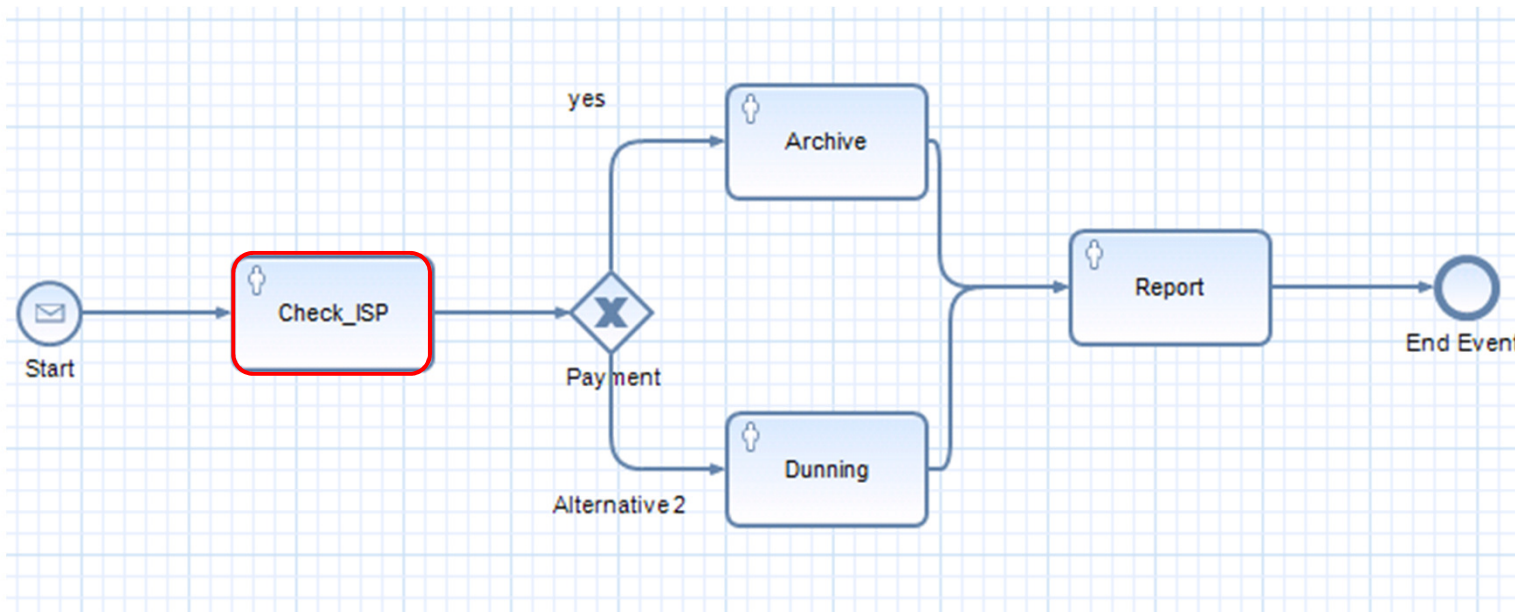 yes
Archive
Check_ISP
Report
Start
Payment
End Event
Dunning
Alternative 2